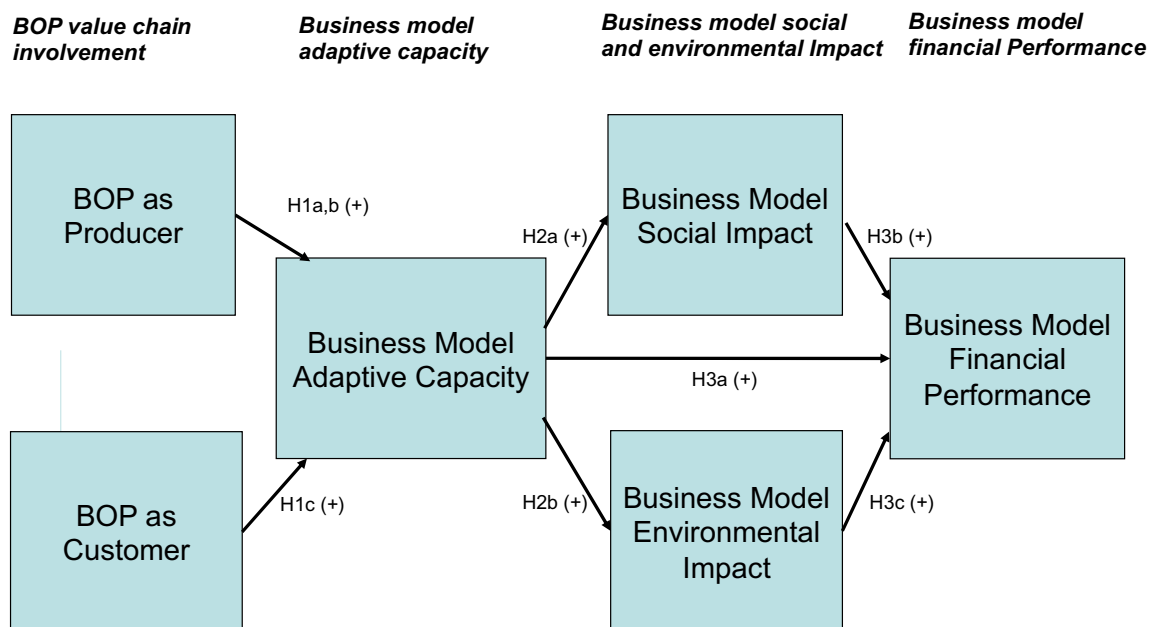 BOP value chain
involvement
Business model
adaptive capacity
Business model social
and environmental Impact
Business model
financial Performance
BOP as
Producer
H1a,b (+)
Business Model
Adaptive Capacity
H2a (+)
Business Model
Social Impact
H3b (+)
H3a (+)
Business Model
Financial
Performance
BOP as
Customer
H1c (+)
H2b (+)
Business Model
Environmental
Impact
H3c (+)